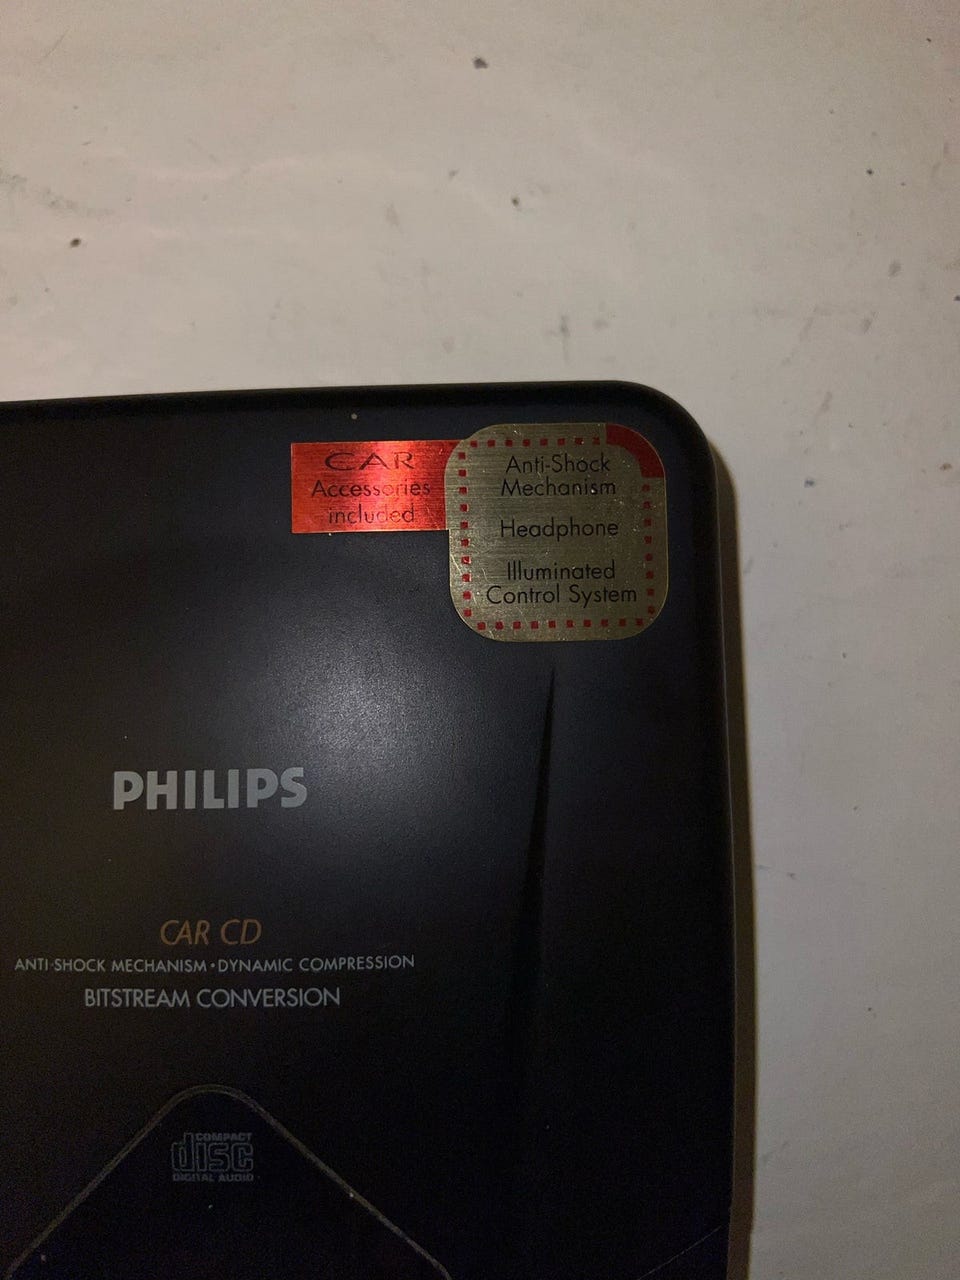 CAR
Accessories
included
Anti-Shock
Mechanism
Headphone
Illuminated
Control System
PHILIPS
CAR CD
ANTI-SHOCK MECHANISM • DYNAMIC COMPRESSION
BITSTREAM CONVERSION
COMPACT
disc
DIGITAL AUDIO